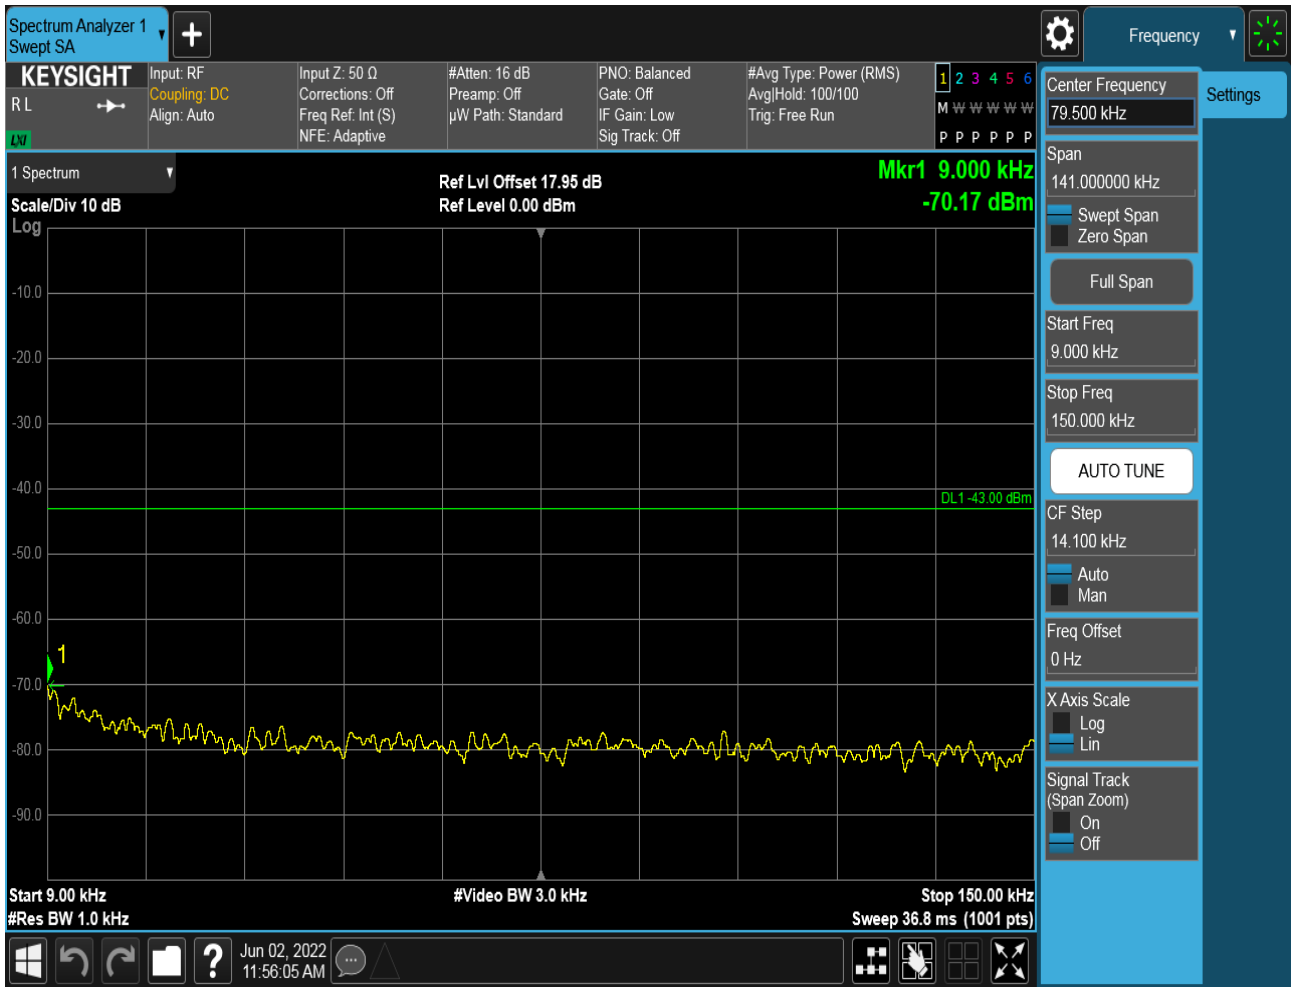 Spectrum Analyzer 1
Swept SA
Frequency
KEYSIGHT
R L
LXI
Input: RF
Coupling: DC
Align: Auto
Input Z: 50 Ω
Corrections: Off
Freq Ref: Int (S)
NFE: Adaptive
#Atten: 16 dB
Preamp: Off
µW Path: Standard
PNO: Balanced
Gate: Off
IF Gain: Low
Sig Track: Off
#Avg Type: Power (RMS)
Avg|Hold: 100/100
Trig: Free Run
1 2 3 4 5 6
M W W W W W
P P P P P P
1 Spectrum
Scale/Div 10 dB
Log
Ref Lvl Offset 17.95 dB
Ref Level 0.00 dBm
Mkr1 9.000 kHz
-70.17 dBm
-10.0
-20.0
-30.0
-40.0
DL1 -43.00 dBm
-50.0
-60.0
1
-70.0
-80.0
-90.0
Start 9.00 kHz
#Res BW 1.0 kHz
#Video BW 3.0 kHz
Stop 150.00 kHz
Sweep 36.8 ms (1001 pts)
Center Frequency
79.500 kHz
Settings
Span
141.000000 kHz
Swept Span
Zero Span
Full Span
Start Freq
9.000 kHz
Stop Freq
150.000 kHz
AUTO TUNE
CF Step
14.100 kHz
Auto
Man
Freq Offset
0 Hz
X Axis Scale
Log
Lin
Signal Track
(Span Zoom)
On
Off
?
Jun 02, 2022
11:56:05 AM